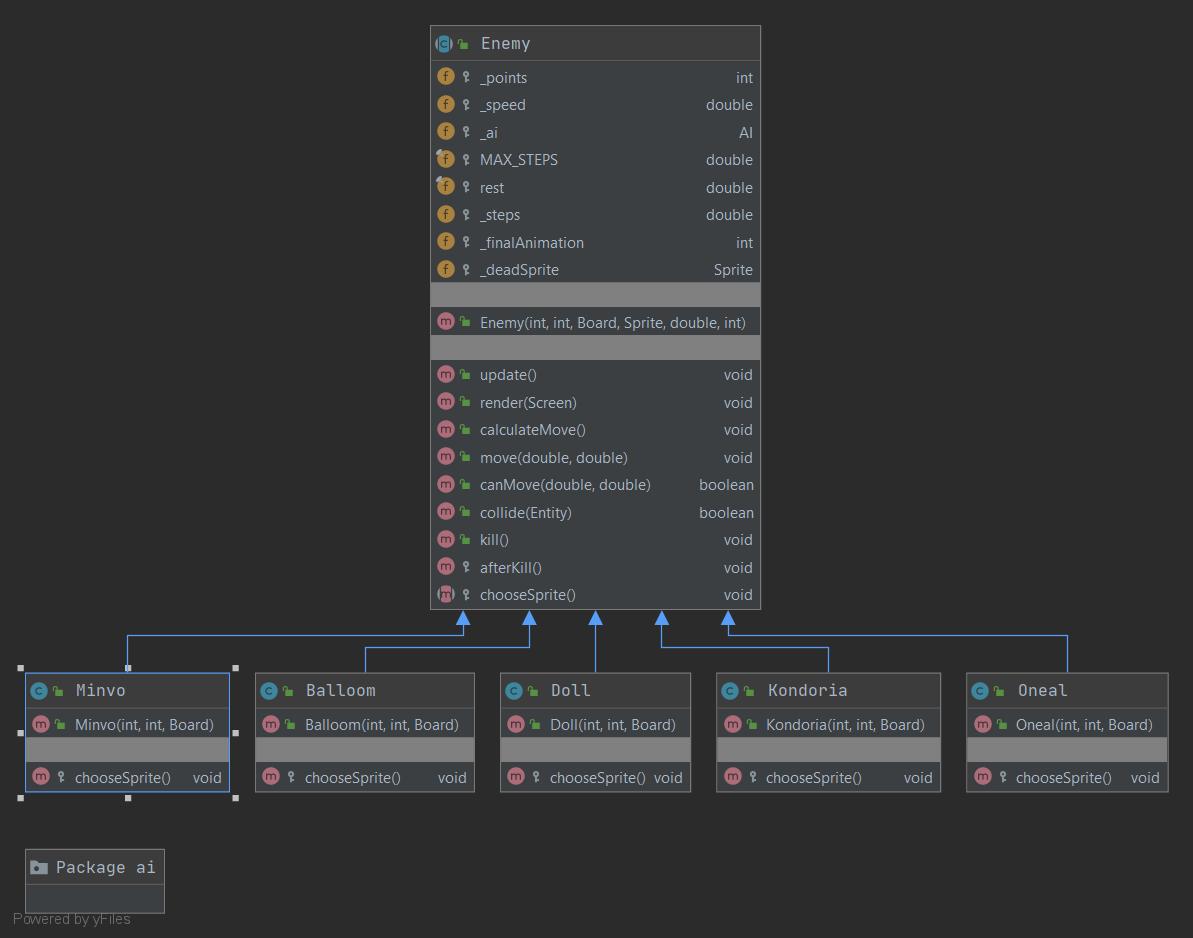 Enemy
_points int
_speed double
_ai AI
MAX_STEPS double
rest double
_steps double
_finalAnimation int
_deadSprite Sprite
Enemy(int, int, Board, Sprite, double, int)
update() void
render(Screen) void
calculateMove() void
move(double, double) void
canMove(double, double) boolean
collide(Entity) boolean
kill() void
afterKill() void
chooseSprite() void
Minvo
Minvo(int, int, Board)
chooseSprite() void
Balloom
Balloom(int, int, Board)
chooseSprite() void
Doll
Doll(int, int, Board)
chooseSprite() void
Kondoria
Kondoria(int, int, Board)
chooseSprite() void
Oneal
Oneal(int, int, Board)
chooseSprite() void
Package ai
Powered by yFiles